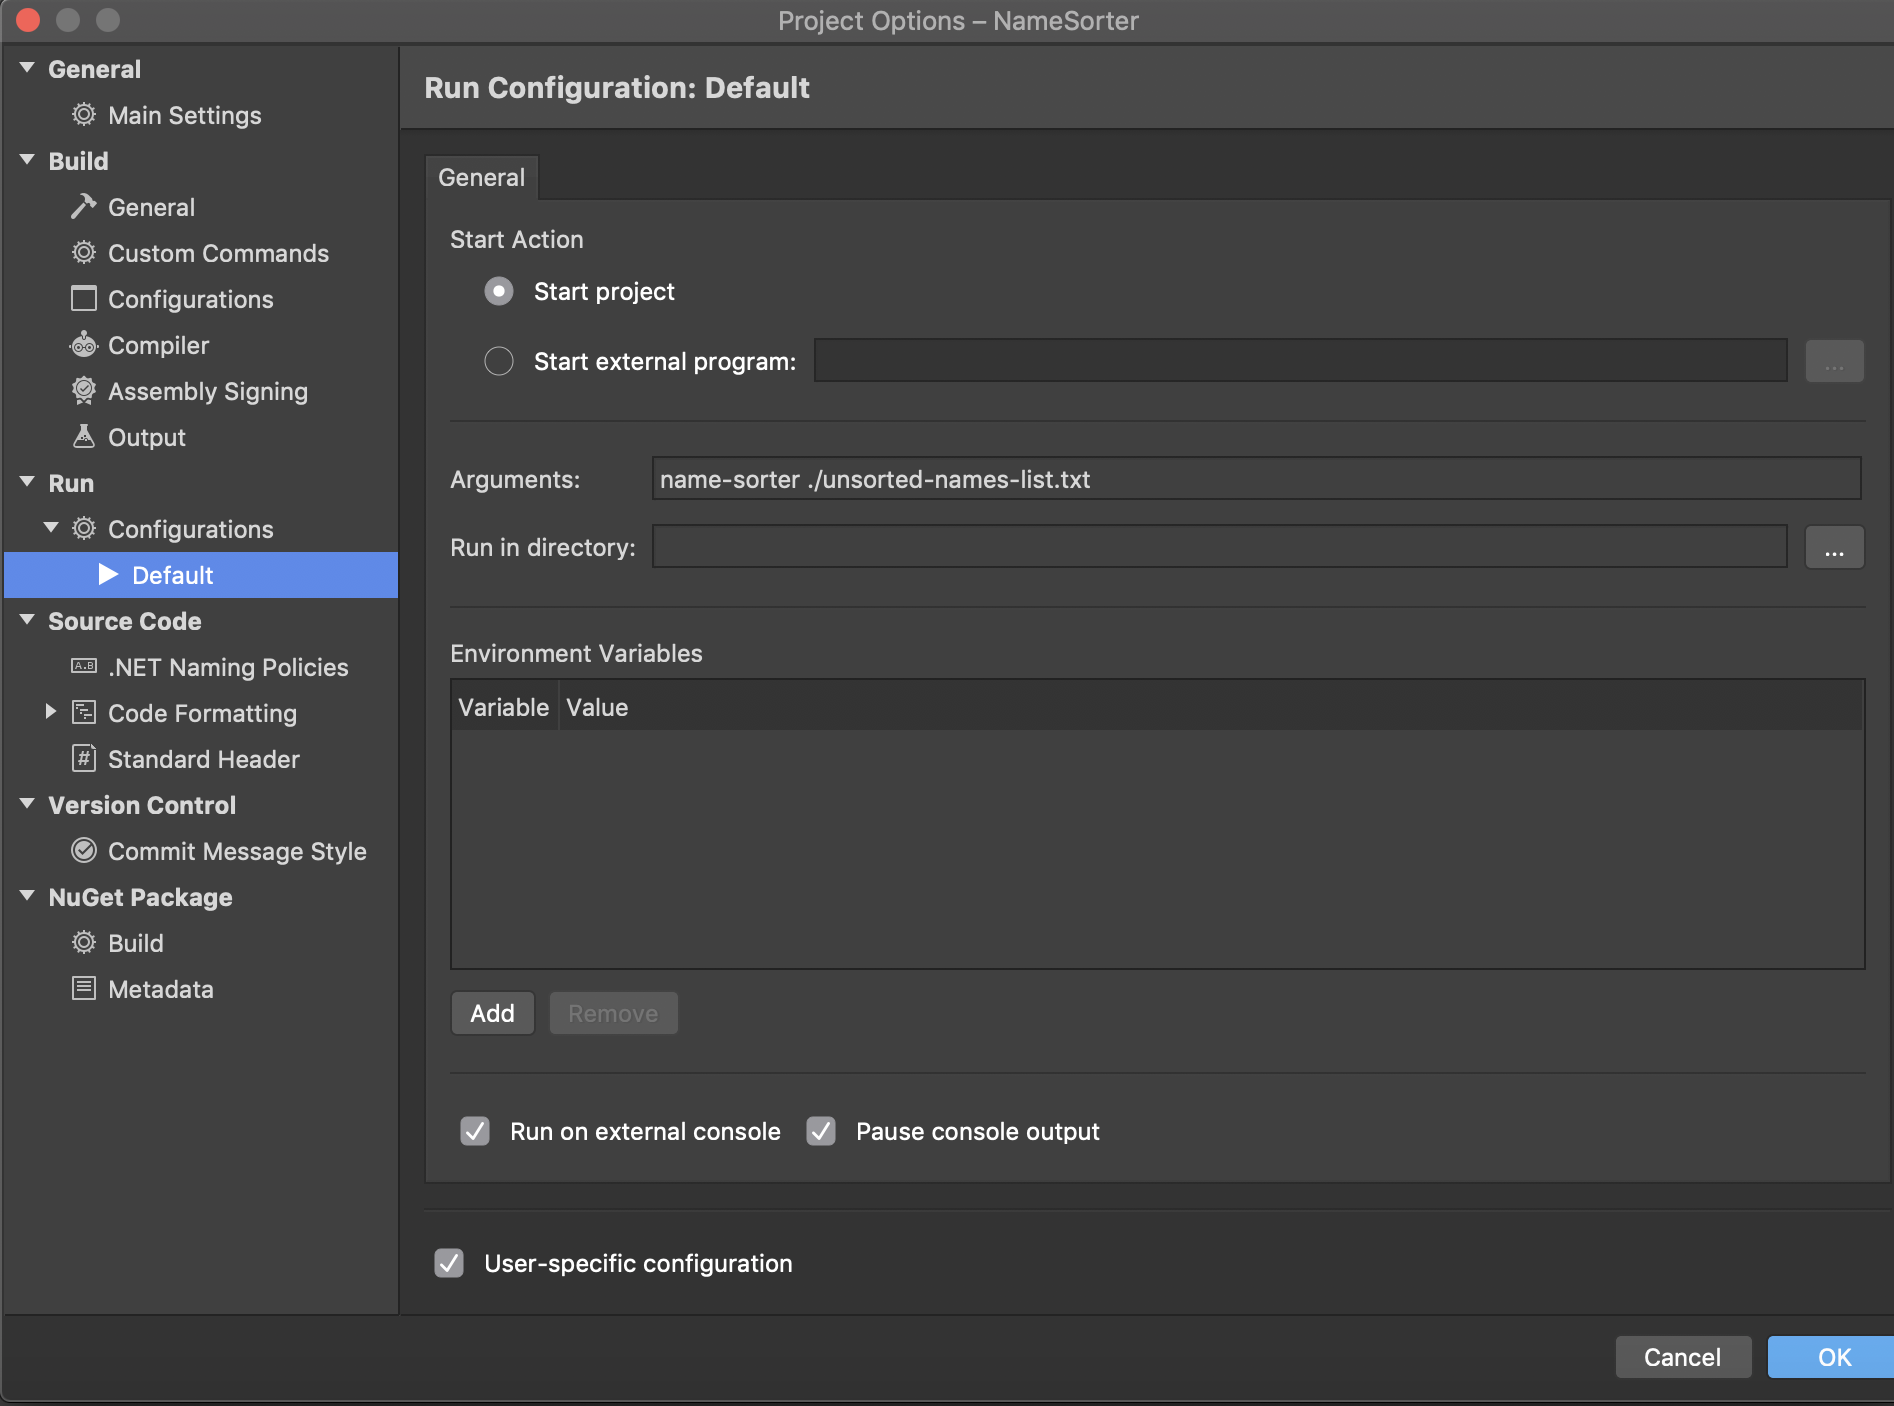 Project Options – NameSorter
General
Main Settings
Build
General
Custom Commands
Configurations
Compiler
Assembly Signing
Output
Run
Configurations
Default
Source Code
A.B .NET Naming Policies
Code Formatting
# Standard Header
Version Control
Commit Message Style
NuGet Package
Build
Metadata
Run Configuration: Default
General
Start Action
Start project
Start external program: ...
Arguments: name-sorter ./unsorted-names-list.txt
Run in directory: ...
Environment Variables
Variable Value
Add Remove
Run on external console Pause console output
User-specific configuration
Cancel OK